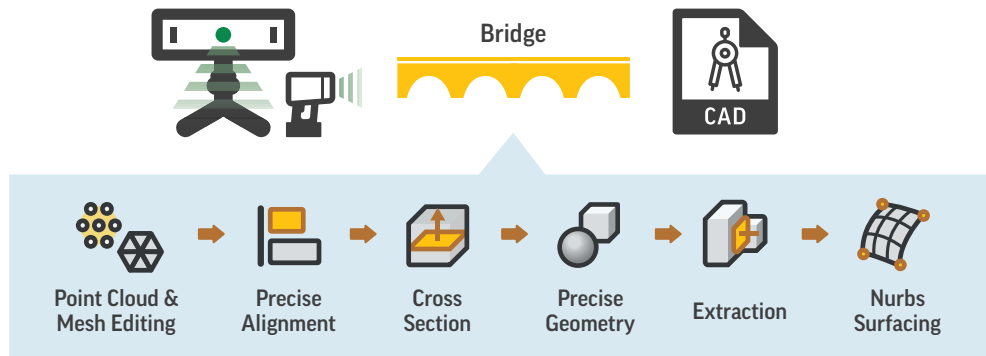 Bridge
CAD
Point Cloud &
Mesh Editing
Precise
Alignment
Cross
Section
Precise
Geometry
Extraction
Nurbs
Surfacing